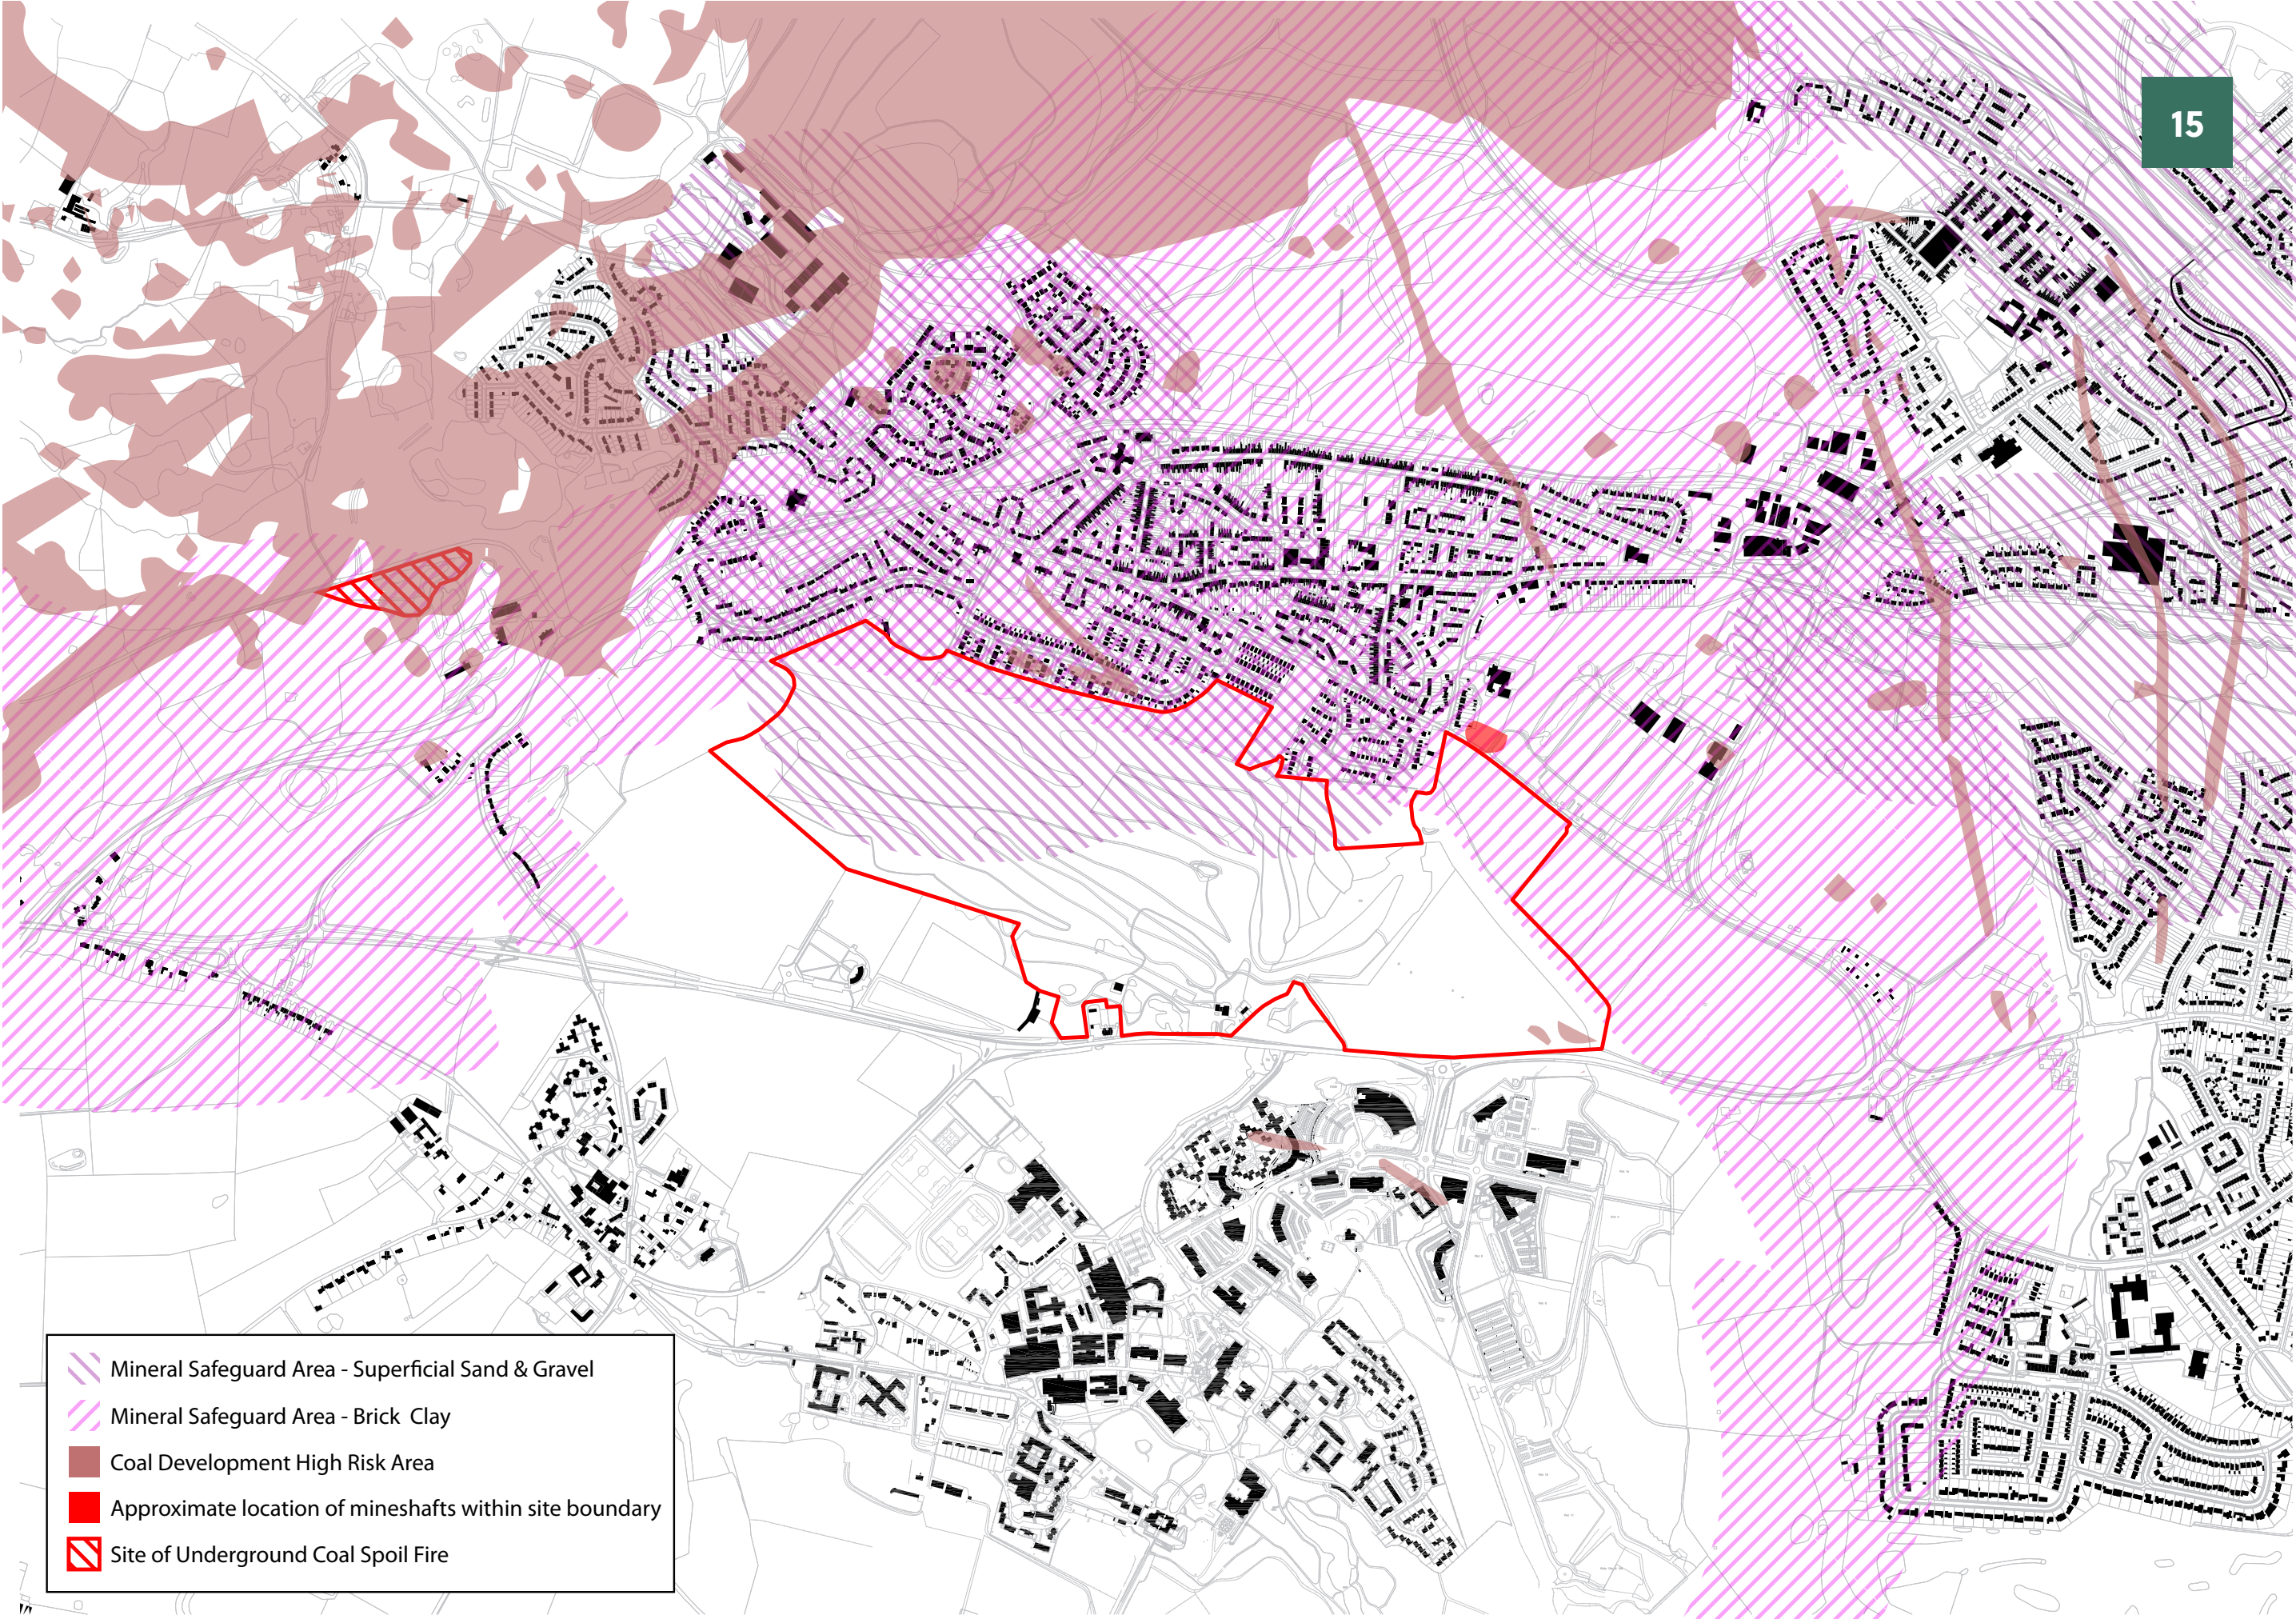 15
Mineral Safeguard Area - Superficial Sand & Gravel
Mineral Safeguard Area - Brick Clay
Coal Development High Risk Area
Approximate location of mineshafts within site boundary
Site of Underground Coal Spoil Fire